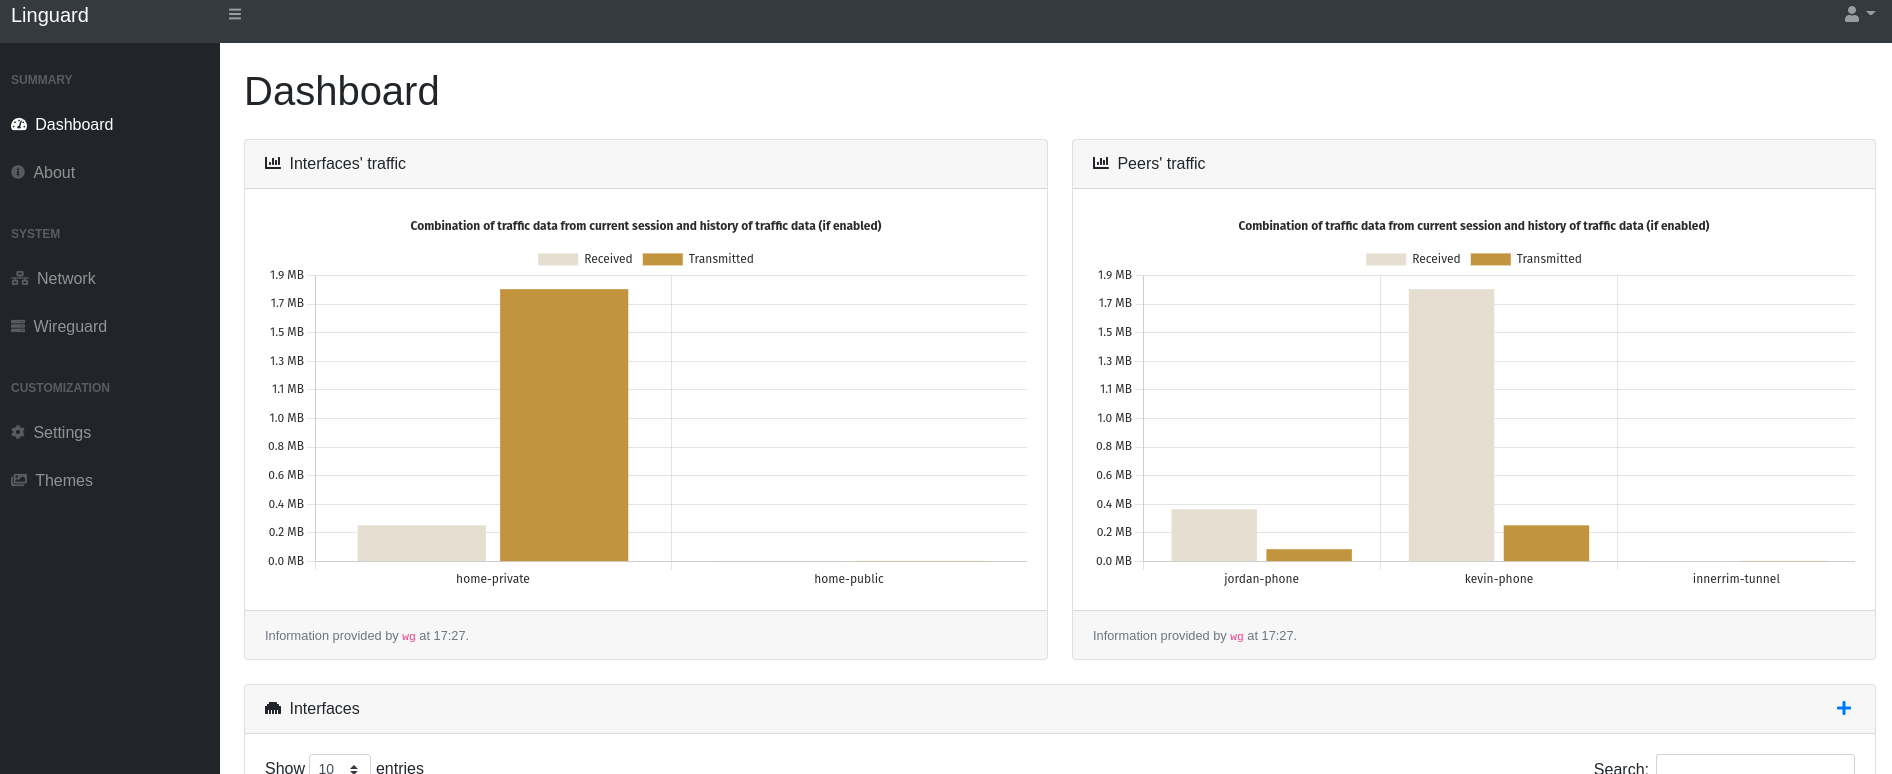 Linguard
SUMMARY
Dashboard
About
SYSTEM
Network
Wireguard
CUSTOMIZATION
Settings
Themes
Dashboard
Interfaces' traffic
Combination of traffic data from current session and history of traffic data (if enabled)
Received Transmitted
1.9 MB
1.7 MB
1.5 MB
1.3 MB
1.1 MB
1.0 MB
0.8 MB
0.6 MB
0.4 MB
0.2 MB
0.0 MB
home-private home-public
Information provided by wg at 17:27.
Peers' traffic
Combination of traffic data from current session and history of traffic data (if enabled)
Received Transmitted
1.9 MB
1.7 MB
1.5 MB
1.3 MB
1.1 MB
1.0 MB
0.8 MB
0.6 MB
0.4 MB
0.2 MB
0.0 MB
jordan-phone kevin-phone innerrim-tunnel
Information provided by wg at 17:27.
Interfaces
Show 10 entries Search: